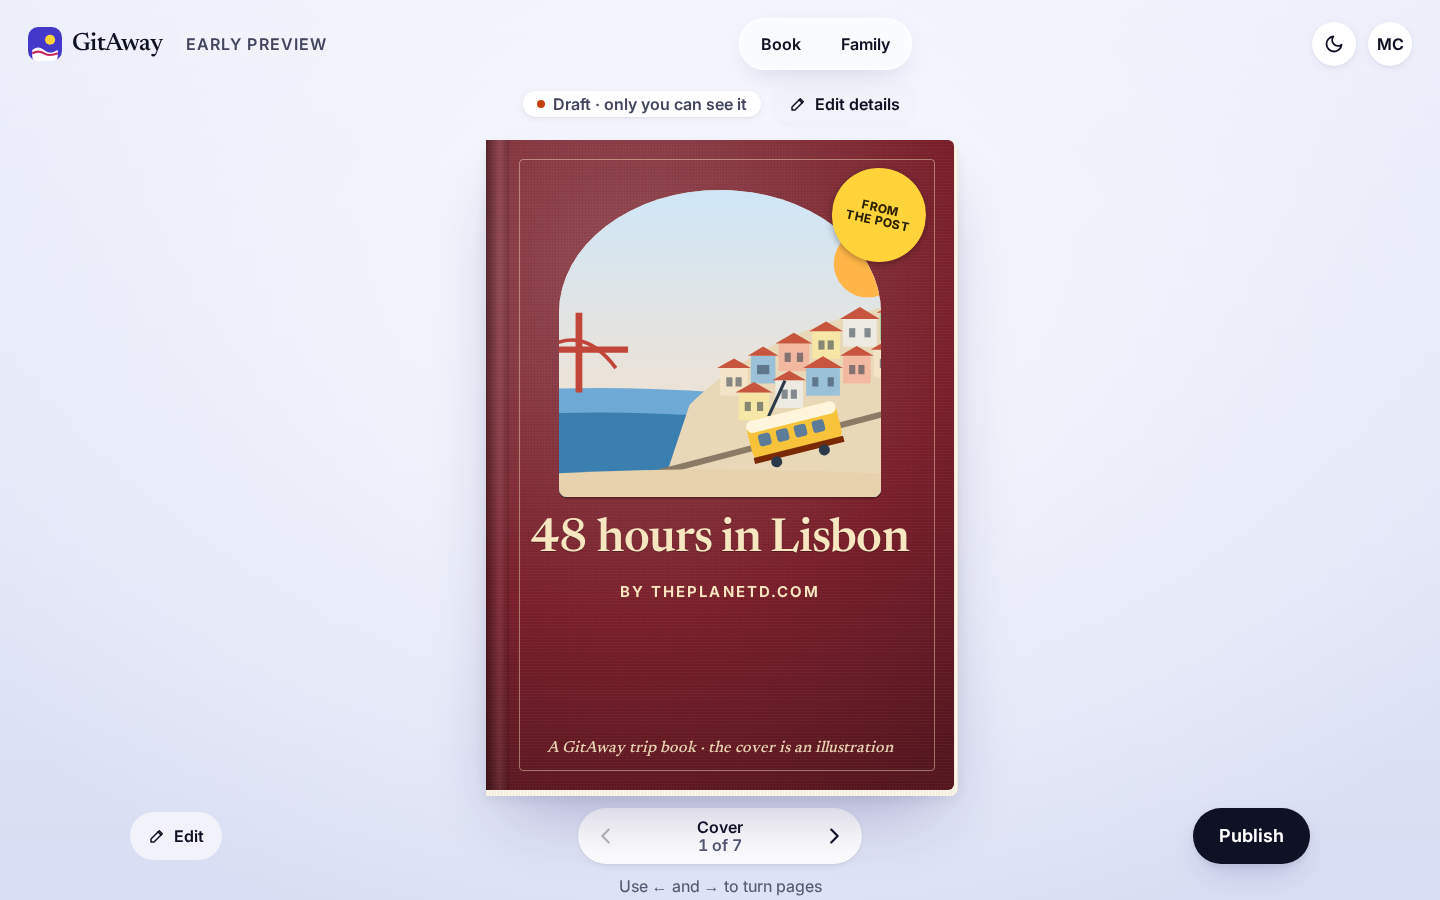 GitAway EARLY PREVIEW
Book Family
MC
Draft · only you can see it
Edit details
FROM
THE POST
48 hours in Lisbon
BY THEPLANETD.COM
A GitAway trip book · the cover is an illustration
Edit
Cover
1 of 7
Publish
Use ← and → to turn pages